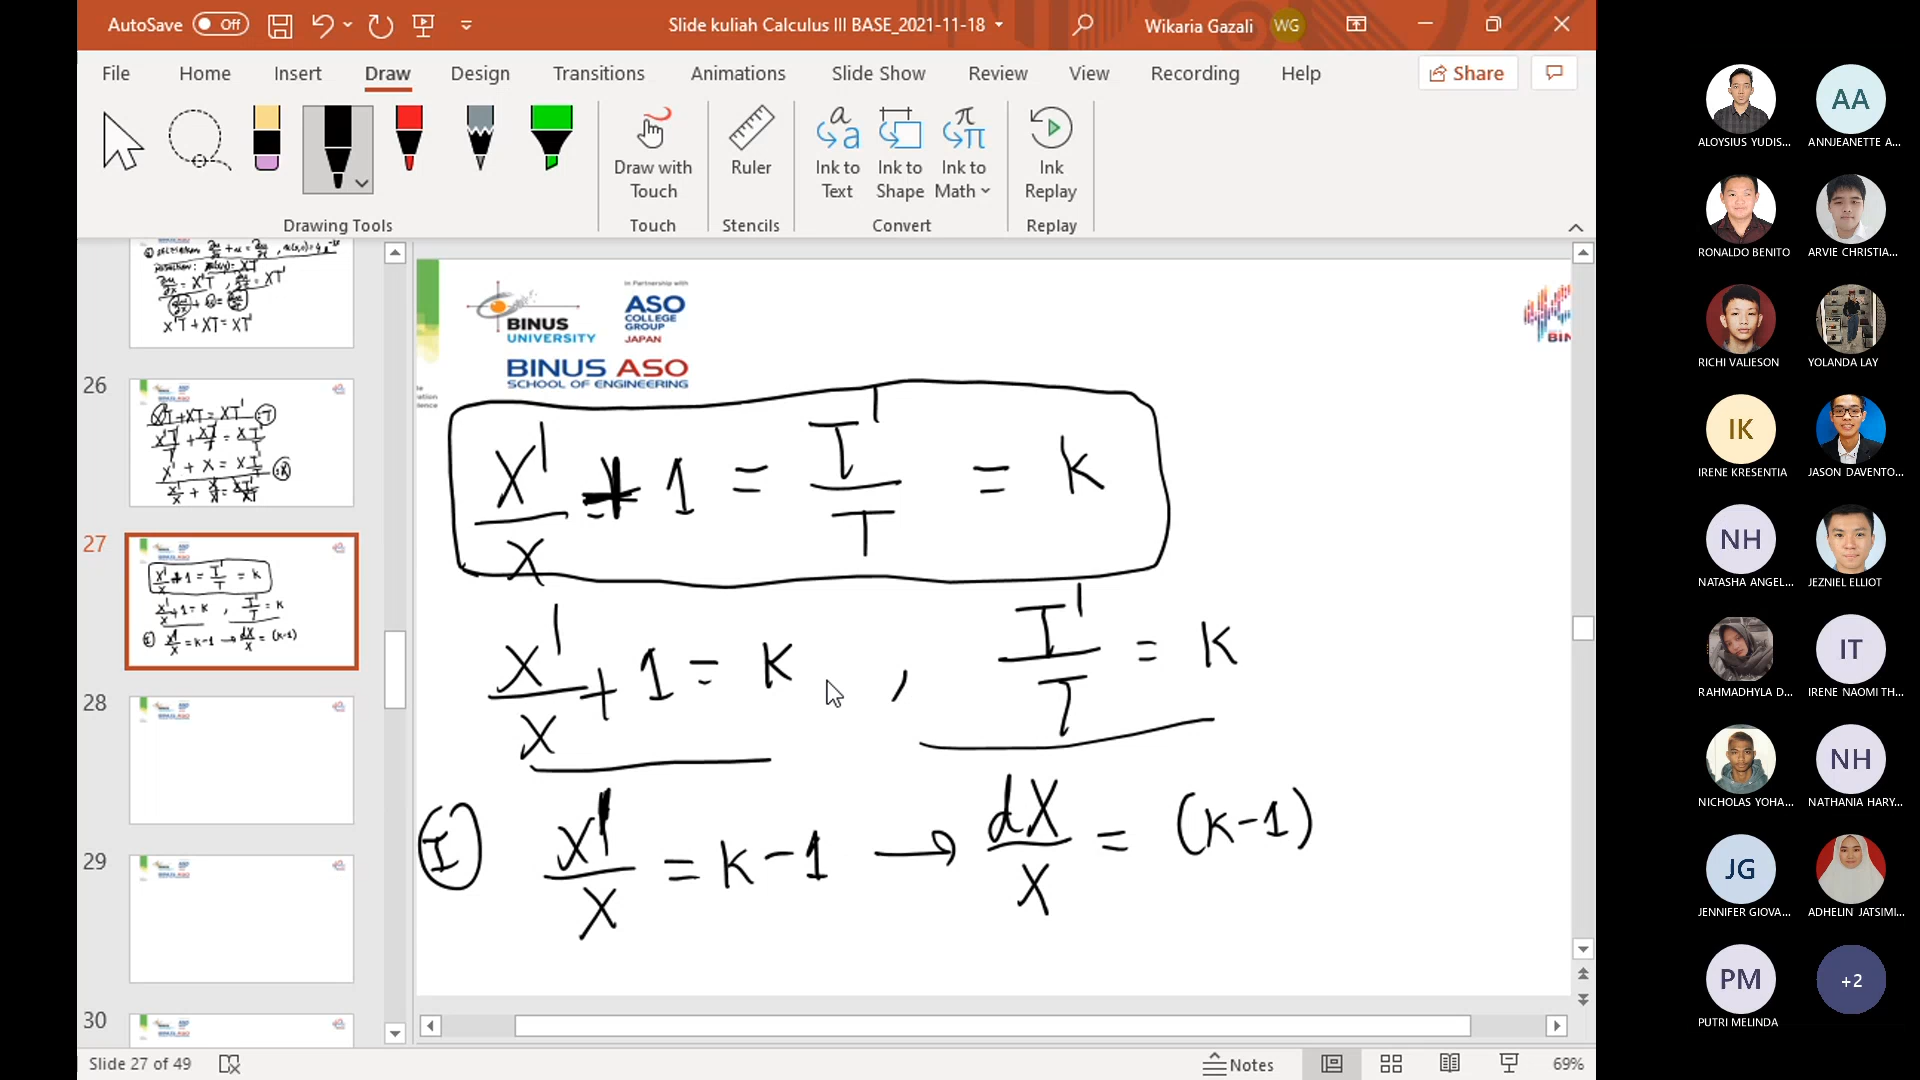 AutoSave Off
Slide kuliah Calculus III BASE_2021-11-18
Wikaria Gazali WG
File Home Insert Draw Design Transitions Animations Slide Show Review View Recording Help
Share
Draw with Touch
Ruler
Ink to Text
Ink to Shape
Ink to Math
Ink Replay
Drawing Tools
Touch
Stencils
Convert
Replay
X'T + XT = XT'
26
27
28
29
30
In Partnership with
BINUS UNIVERSITY
ASO COLLEGE GROUP JAPAN
BINUS ASO
SCHOOL OF ENGINEERING
BIN
X'/X + 1 = T'/T = k
X'/X + 1 = k , T'/T = k
I X'/X = k - 1 → dX/X = (k-1)
Slide 27 of 49
Notes
69%
ALOYSIUS YUDIS...
AA
ANNJEANETTE A...
RONALDO BENITO
ARVIE CHRISTIA...
RICHI VALIESON
YOLANDA LAY
IK
IRENE KRESENTIA
JASON DAVENTO...
NH
NATASHA ANGEL...
JEZNIEL ELLIOT
RAHMADHYLA D...
IT
IRENE NAOMI TH...
NICHOLAS YOHA...
NH
NATHANIA HARY...
JG
JENNIFER GIOVA...
ADHELIN JATSIMI...
PM
PUTRI MELINDA
+2